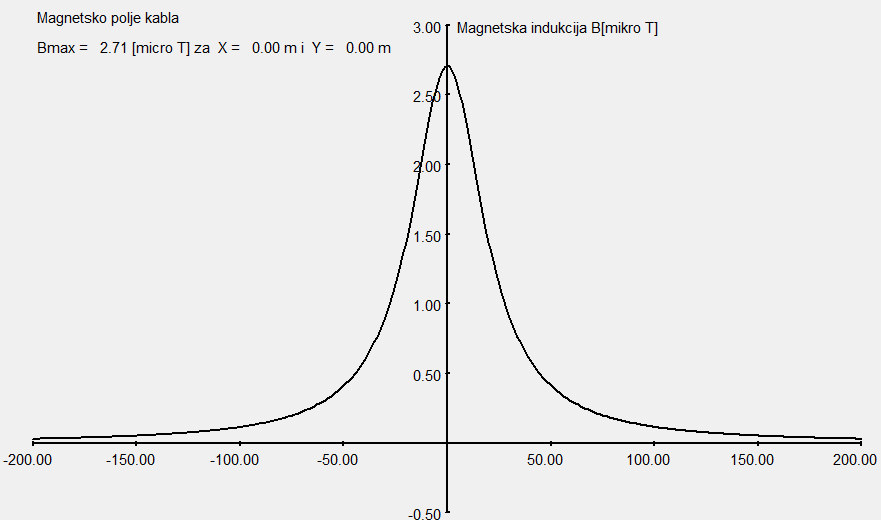 Magnetsko polje kabla
Bmax = 2.71 [micro T] za X = 0.00 m i Y = 0.00 m
Magnetska indukcija B[mikro T]
3.00
2.50
2.00
1.50
1.00
0.50
-200.00 -150.00 -100.00 -50.00 50.00 100.00 150.00 200.00
-0.50